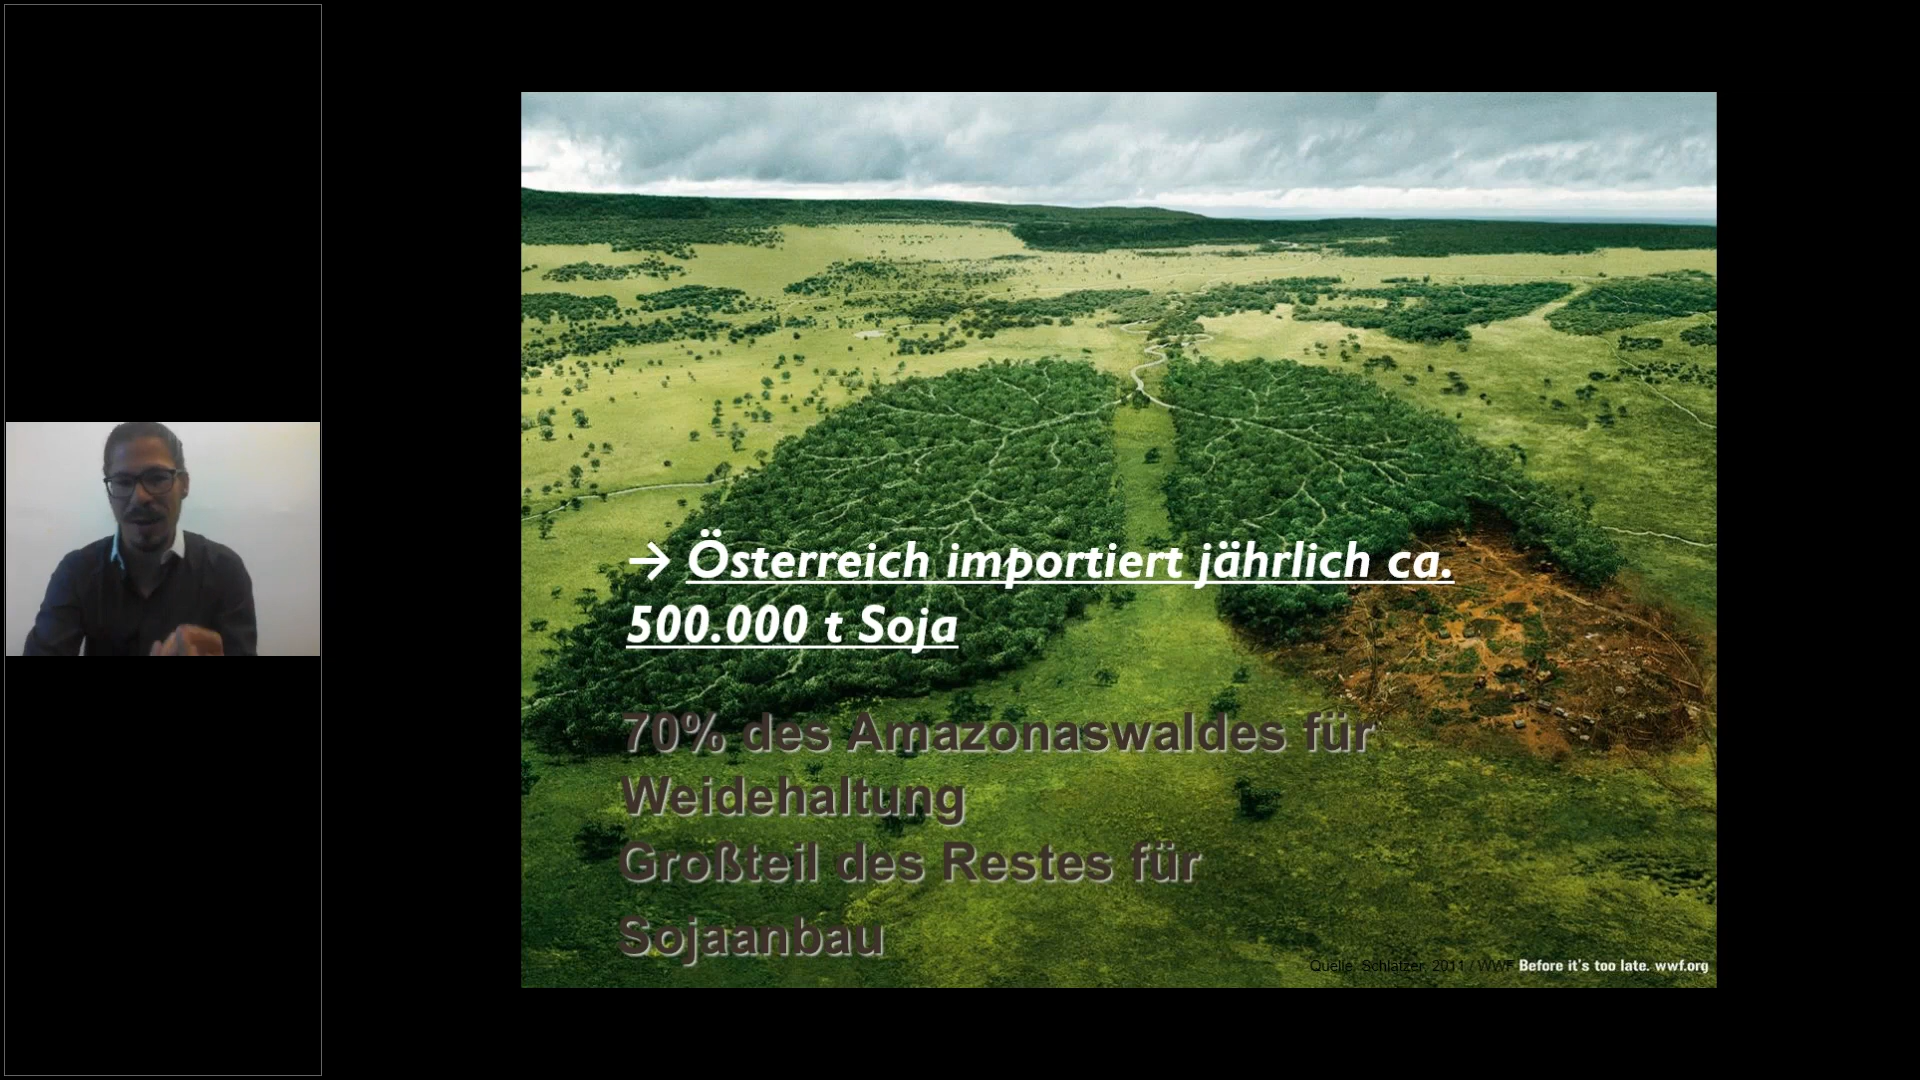 → Österreich importiert jährlich ca.
500.000 t Soja
70% des Amazonaswaldes für
Weidehaltung
Großteil des Restes für
Sojaanbau
Quelle: Schlatzer, 2011 / WWF
Before it's too late. wwf.org